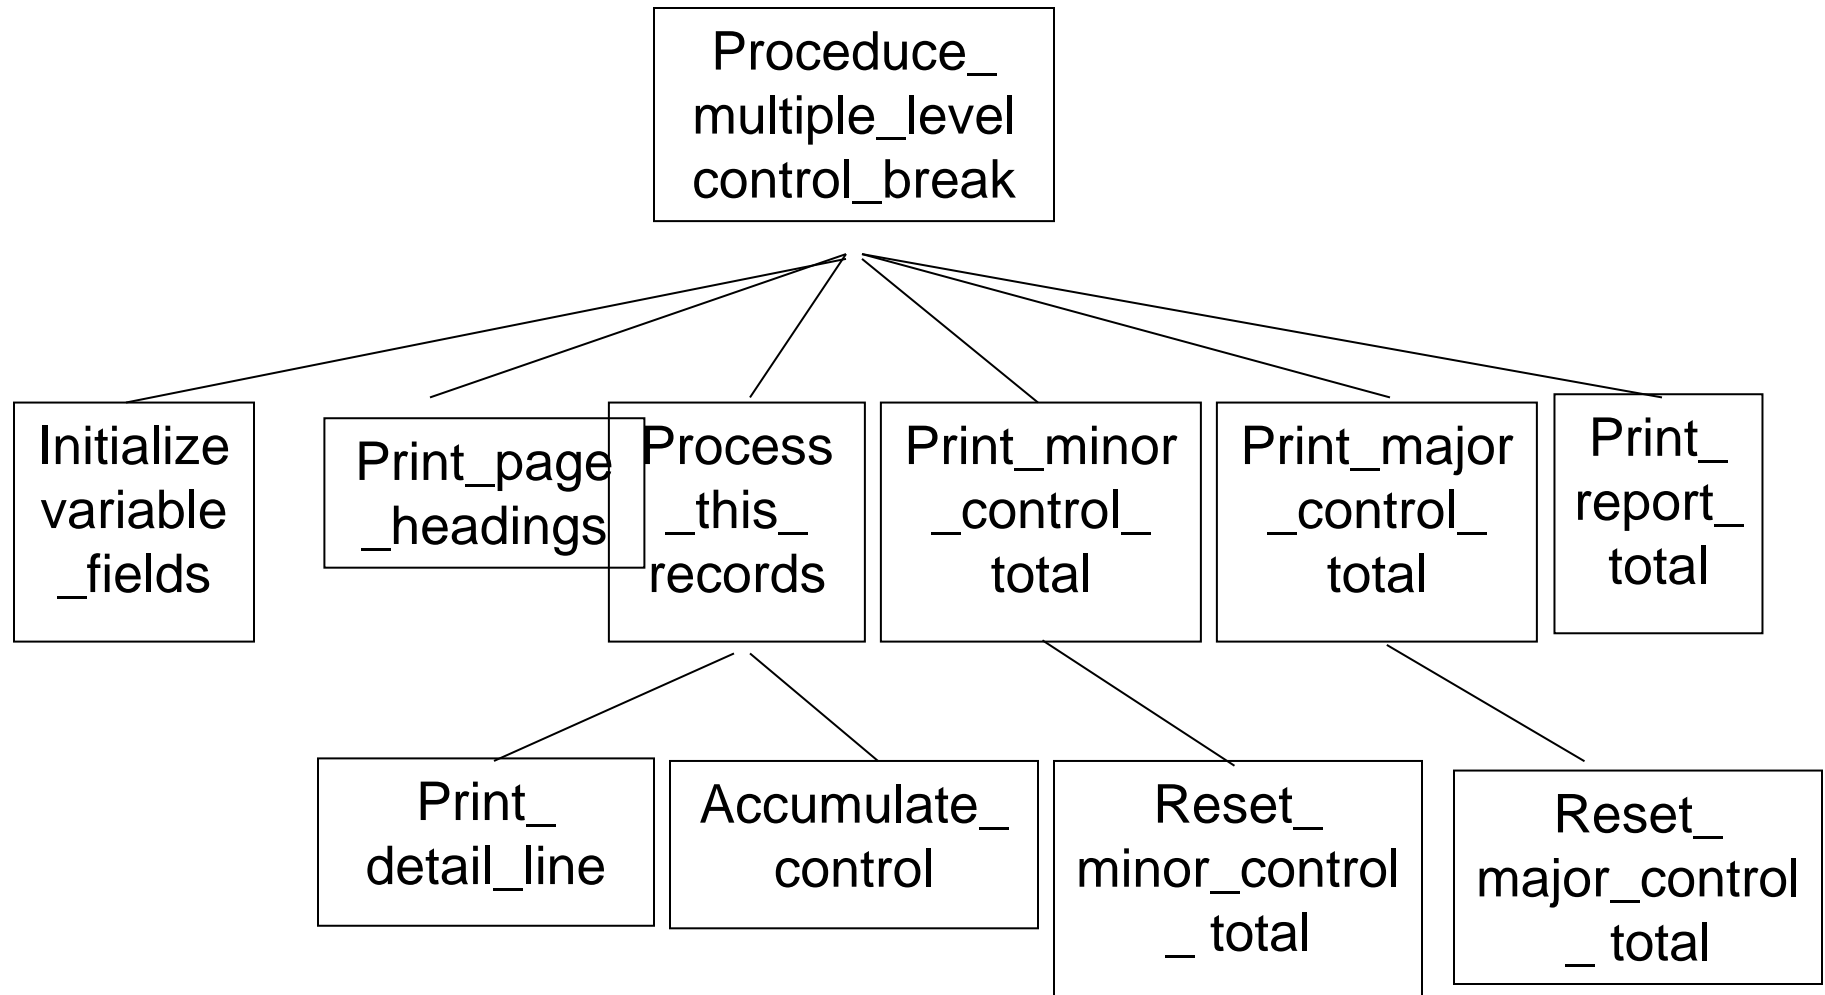 Proceduce_
multiple_level
control_break
Initialize
variable
_fields
Print_page
_headings
Process
_this_
records
Print_minor
_control_
total
Print_major
_control_
total
Print_
report_
total
Print_
detail_line
Accumulate_
control
Reset_
minor_control
_ total
Reset_
major_control
_ total